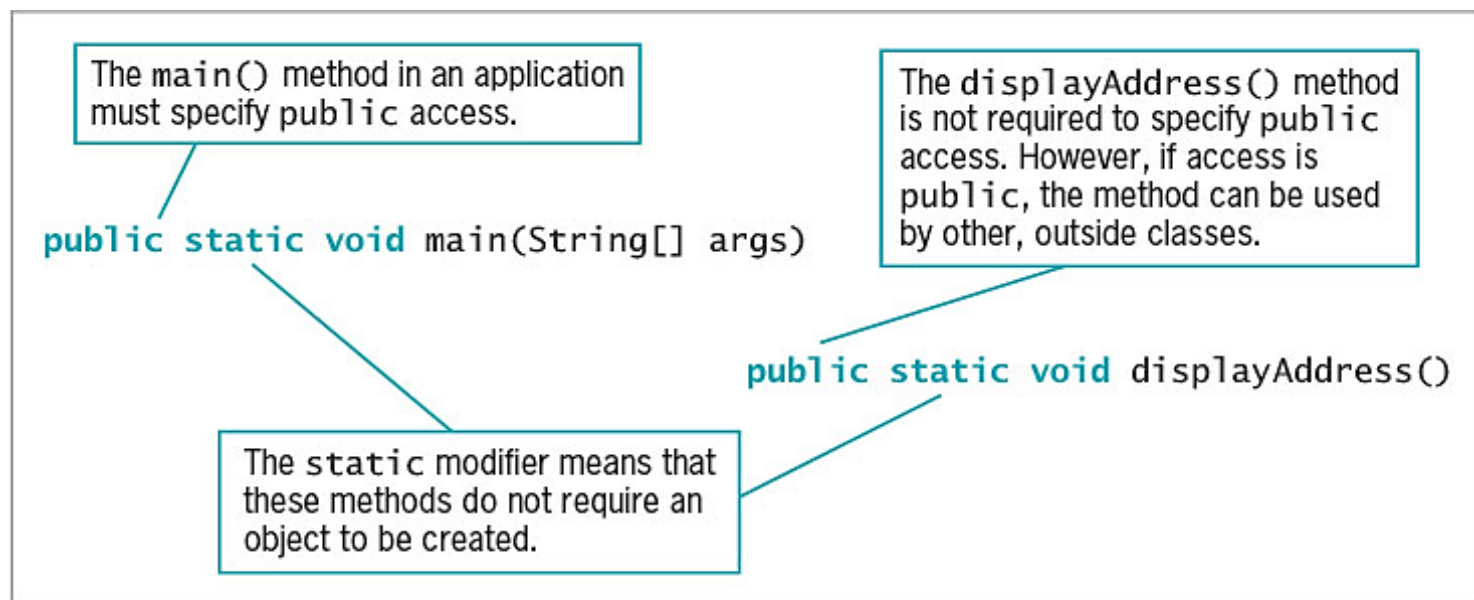 The main() method in an application
must specify public access.
public static void main(String[] args)
The displayAddress() method
is not required to specify public
access. However, if access is
public, the method can be used
by other, outside classes.
public static void displayAddress()
The static modifier means that
these methods do not require an
object to be created.